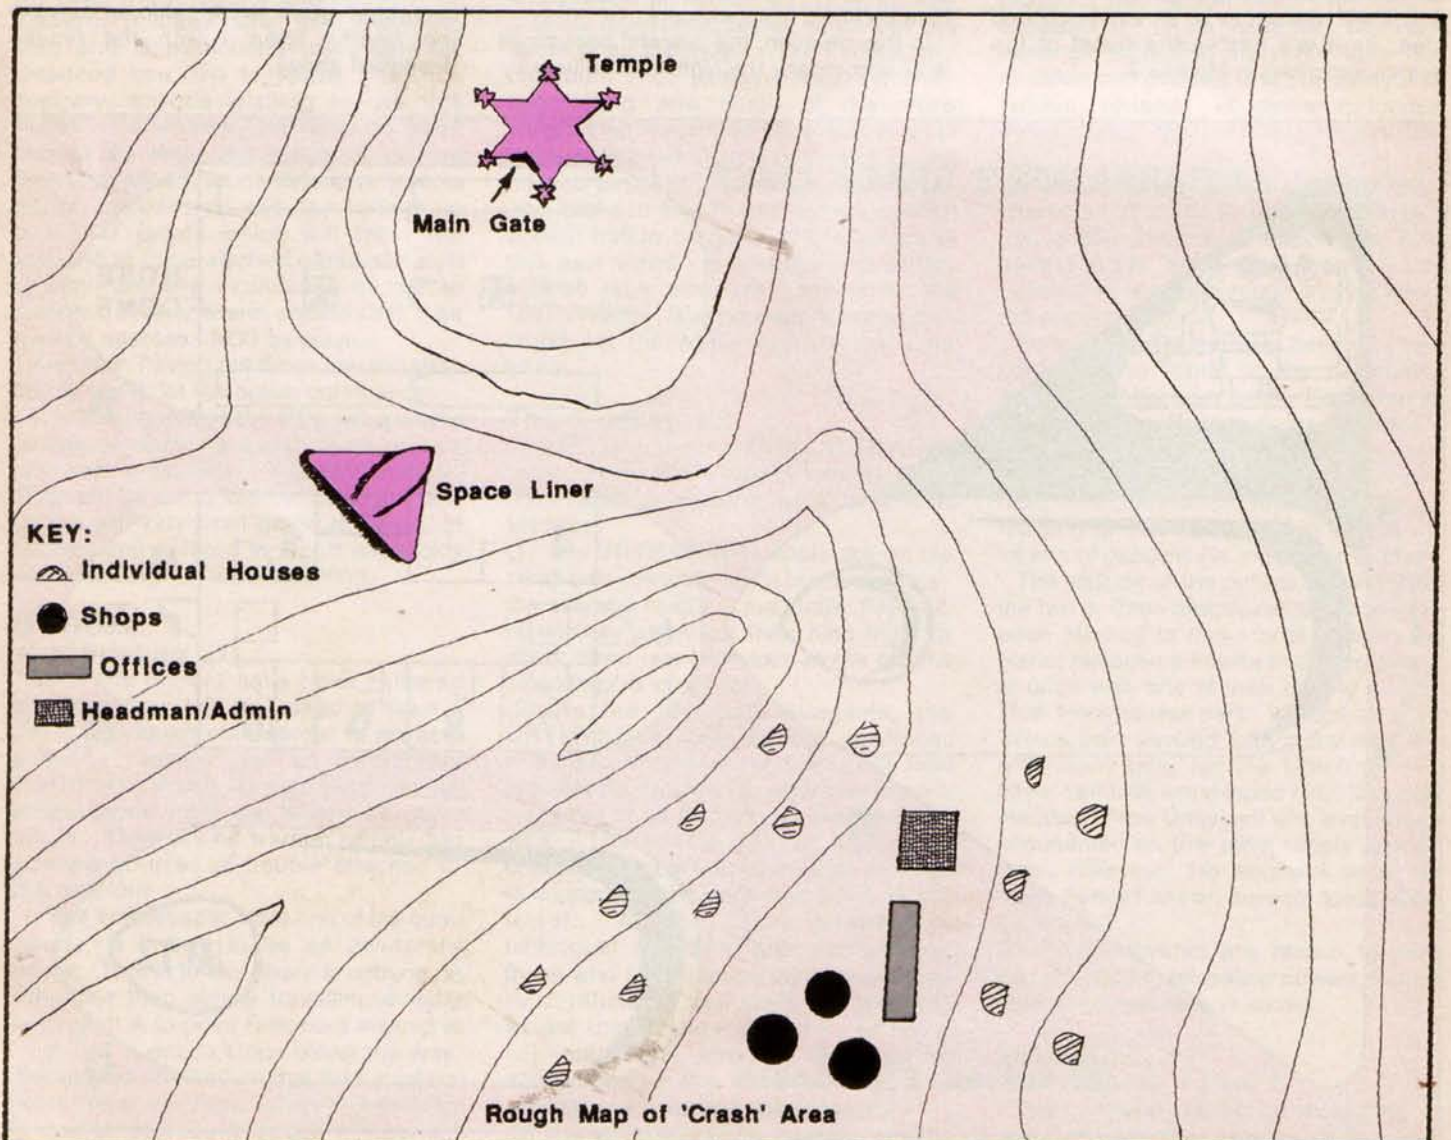 Temple
Main Gate
Space Liner
KEY:
Individual Houses
Shops
Offices
Headman/Admin
Rough Map of 'Crash' Area